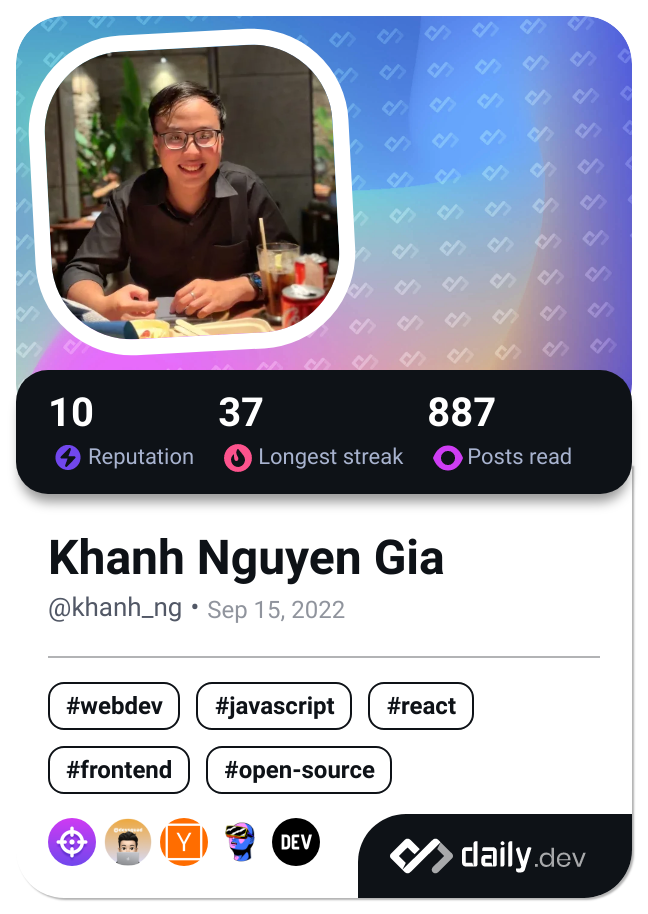 10 37 887
Reputation Longest streak Posts read
Khanh Nguyen Gia
@khanh_ng • Sep 15, 2022
#webdev #javascript #react
#frontend #open-source
Y DEV
daily.dev